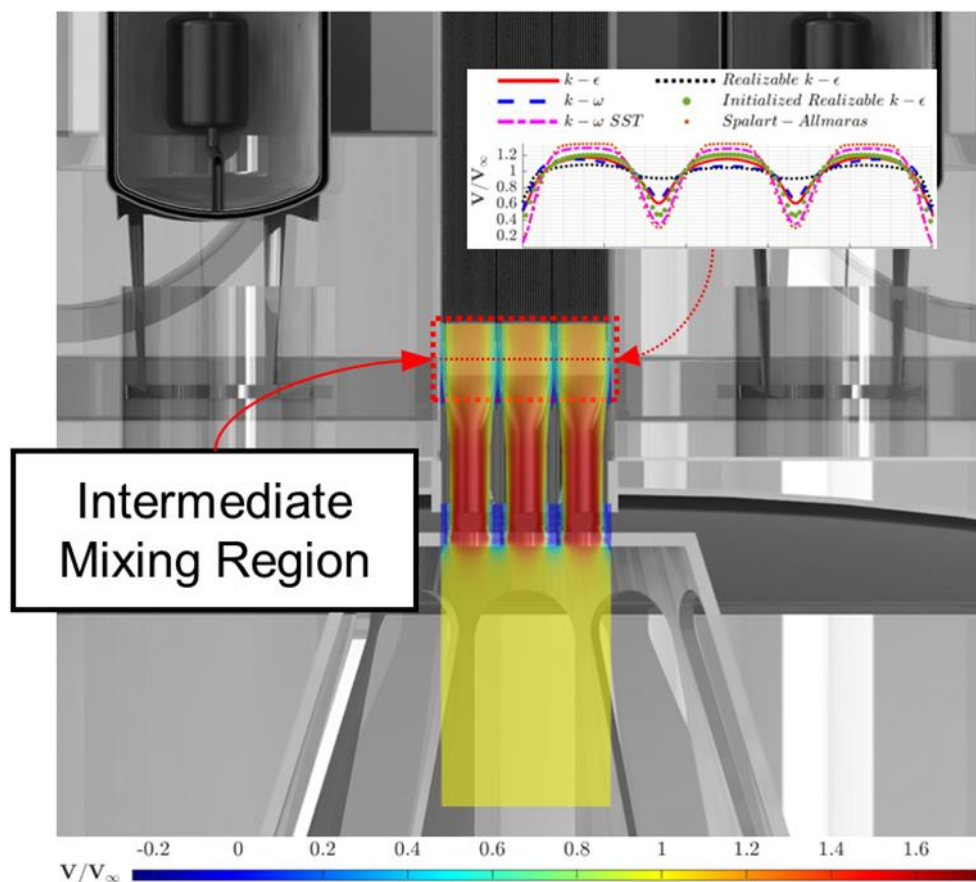 k − ϵ
Realizable k − ϵ
k − ω
Initialized Realizable k − ϵ
k − ω SST
Spalart − Allmaras
V/V∞
1.2
1
0.8
0.6
0.4
0.2
Intermediate
Mixing Region
-0.2 0 0.2 0.4 0.6 0.8 1 1.2 1.4 1.6
V/V∞